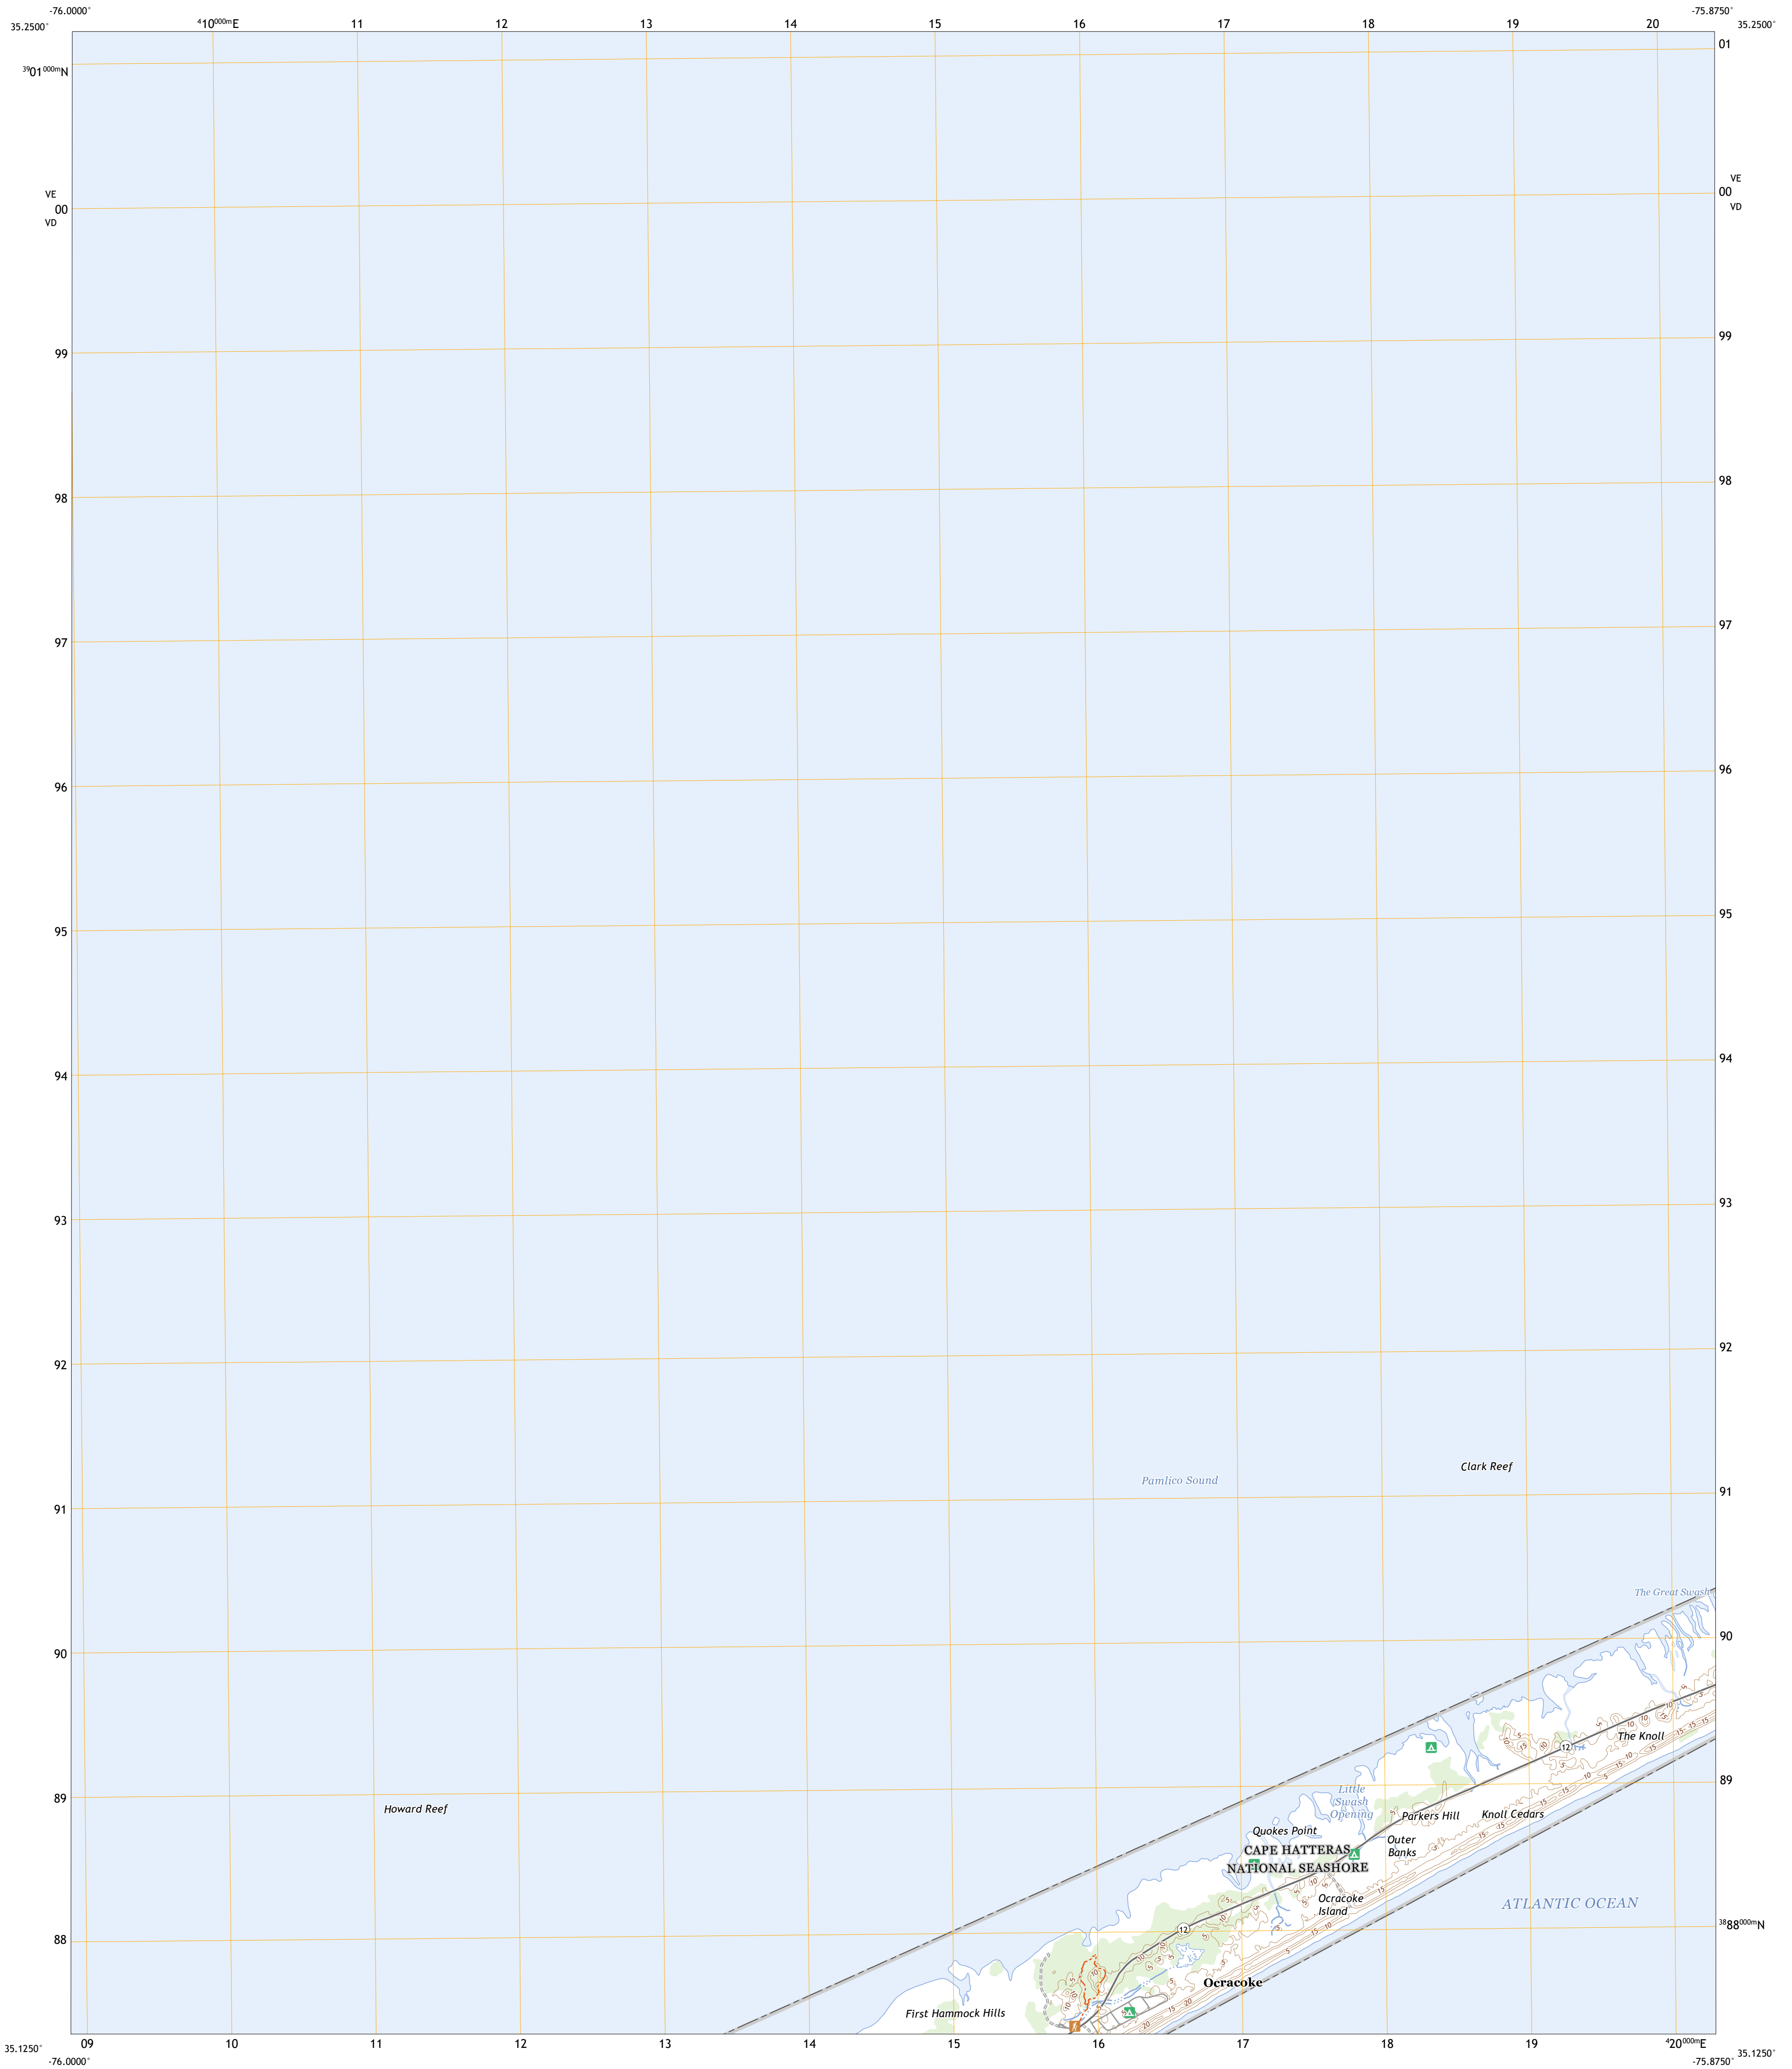 -76.0000° -75.8750°
35.2500° 410000mE 11 12 13 14 15 16 17 18 19 20 35.2500°
01
3901000mN
VE VE
00 00
VD VD
99 99
98 98
97 97
96 96
95 95
94 94
93 93
92 92
Clark Reef
Pamlico Sound
91 91
The Great Swash
90 90
The Knoll
12
89 89
Little
Swash
Opening
Howard Reef
Parkers Hill Knoll Cedars
Quokes Point
Outer
Banks
CAPE HATTERAS
NATIONAL SEASHORE
Ocracoke
Island
ATLANTIC OCEAN
88 3888000mN
12
Ocracoke
First Hammock Hills
09 10 11 12 13 14 15 16 17 18 19 420000mE
35.1250° 35.1250°
-76.0000° -75.8750°